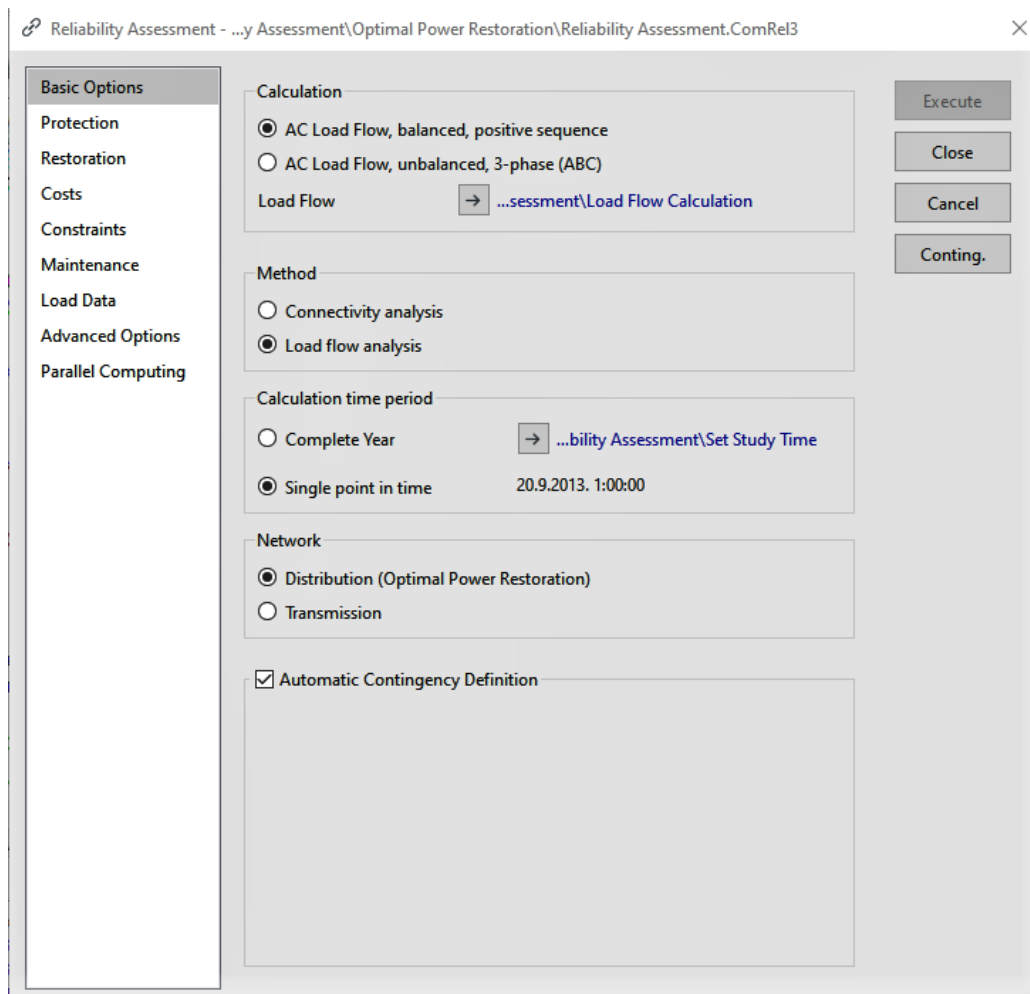 Reliability Assessment - ...y Assessment\Optimal Power Restoration\Reliability Assessment.ComRel3
Basic Options
Protection
Restoration
Costs
Constraints
Maintenance
Load Data
Advanced Options
Parallel Computing
Calculation
AC Load Flow, balanced, positive sequence
AC Load Flow, unbalanced, 3-phase (ABC)
Load Flow ...sessment\Load Flow Calculation
Method
Connectivity analysis
Load flow analysis
Calculation time period
Complete Year ...bility Assessment\Set Study Time
Single point in time 20.9.2013. 1:00:00
Network
Distribution (Optimal Power Restoration)
Transmission
Automatic Contingency Definition
Execute
Close
Cancel
Conting.